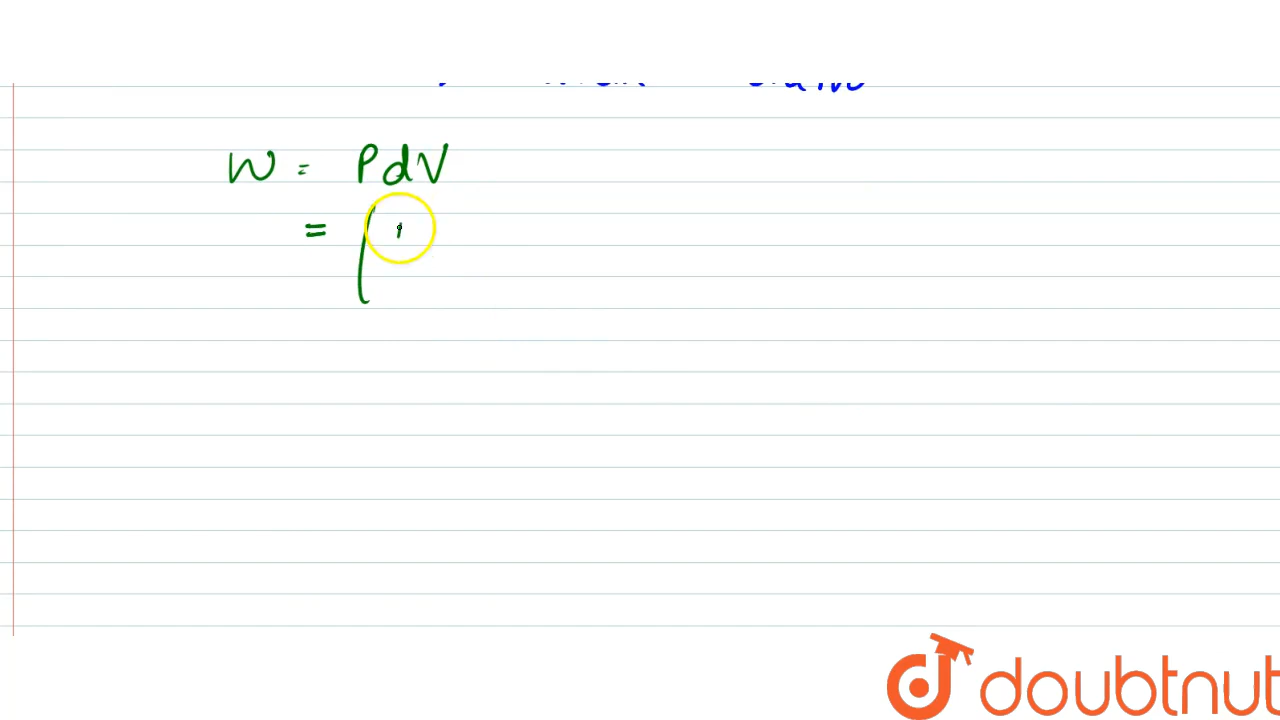 W = PdV
= ∫
doubtnut